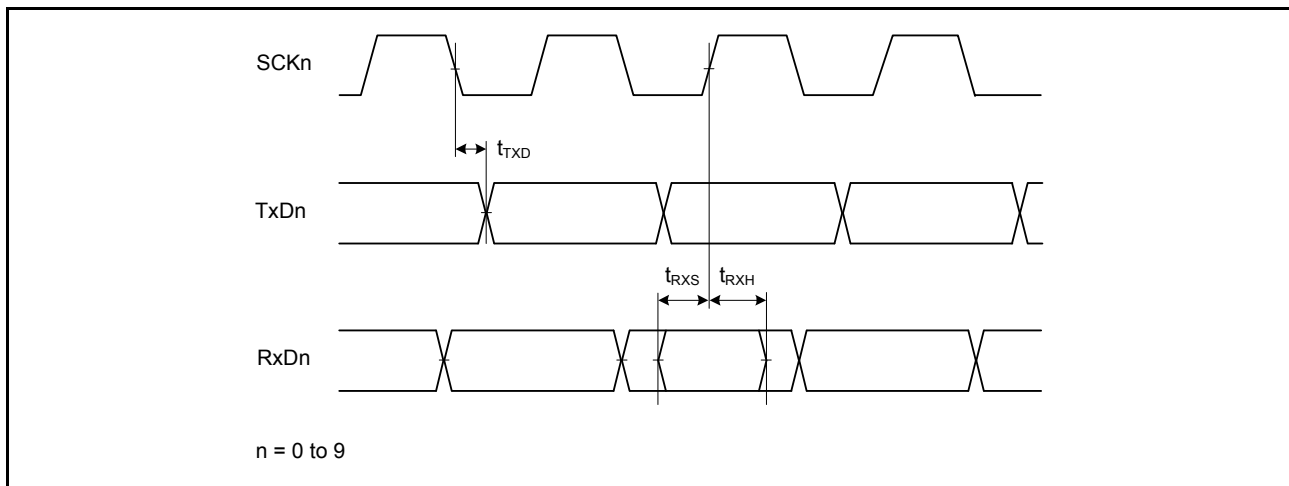 SCKn
tTXD
TxDn
tRXS tRXH
RxDn
n = 0 to 9